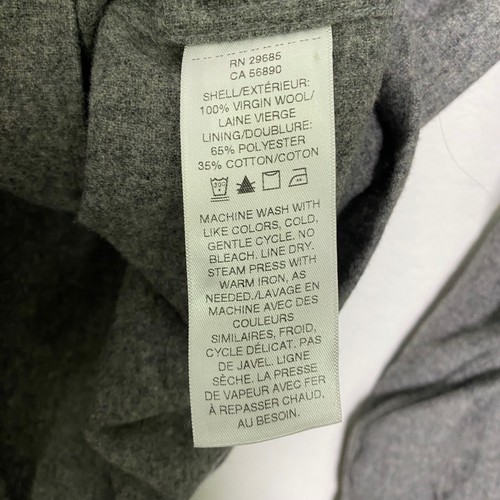 RN 29685
CA 56890
SHELL/EXTÉRIEUR:
100% VIRGIN WOOL/
LAINE VIERGE
LINING/DOUBLURE:
65% POLYESTER
35% COTTON/COTON
MACHINE WASH WITH
LIKE COLORS, COLD,
GENTLE CYCLE. NO
BLEACH. LINE DRY.
STEAM PRESS WITH
WARM IRON, AS
NEEDED./LAVAGE EN
MACHINE AVEC DES
COULEURS
SIMILAIRES, FROID,
CYCLE DÉLICAT. PAS
DE JAVEL. LIGNE
SÈCHE. LA PRESSE
DE VAPEUR AVEC FER
À REPASSER CHAUD,
AU BESOIN.